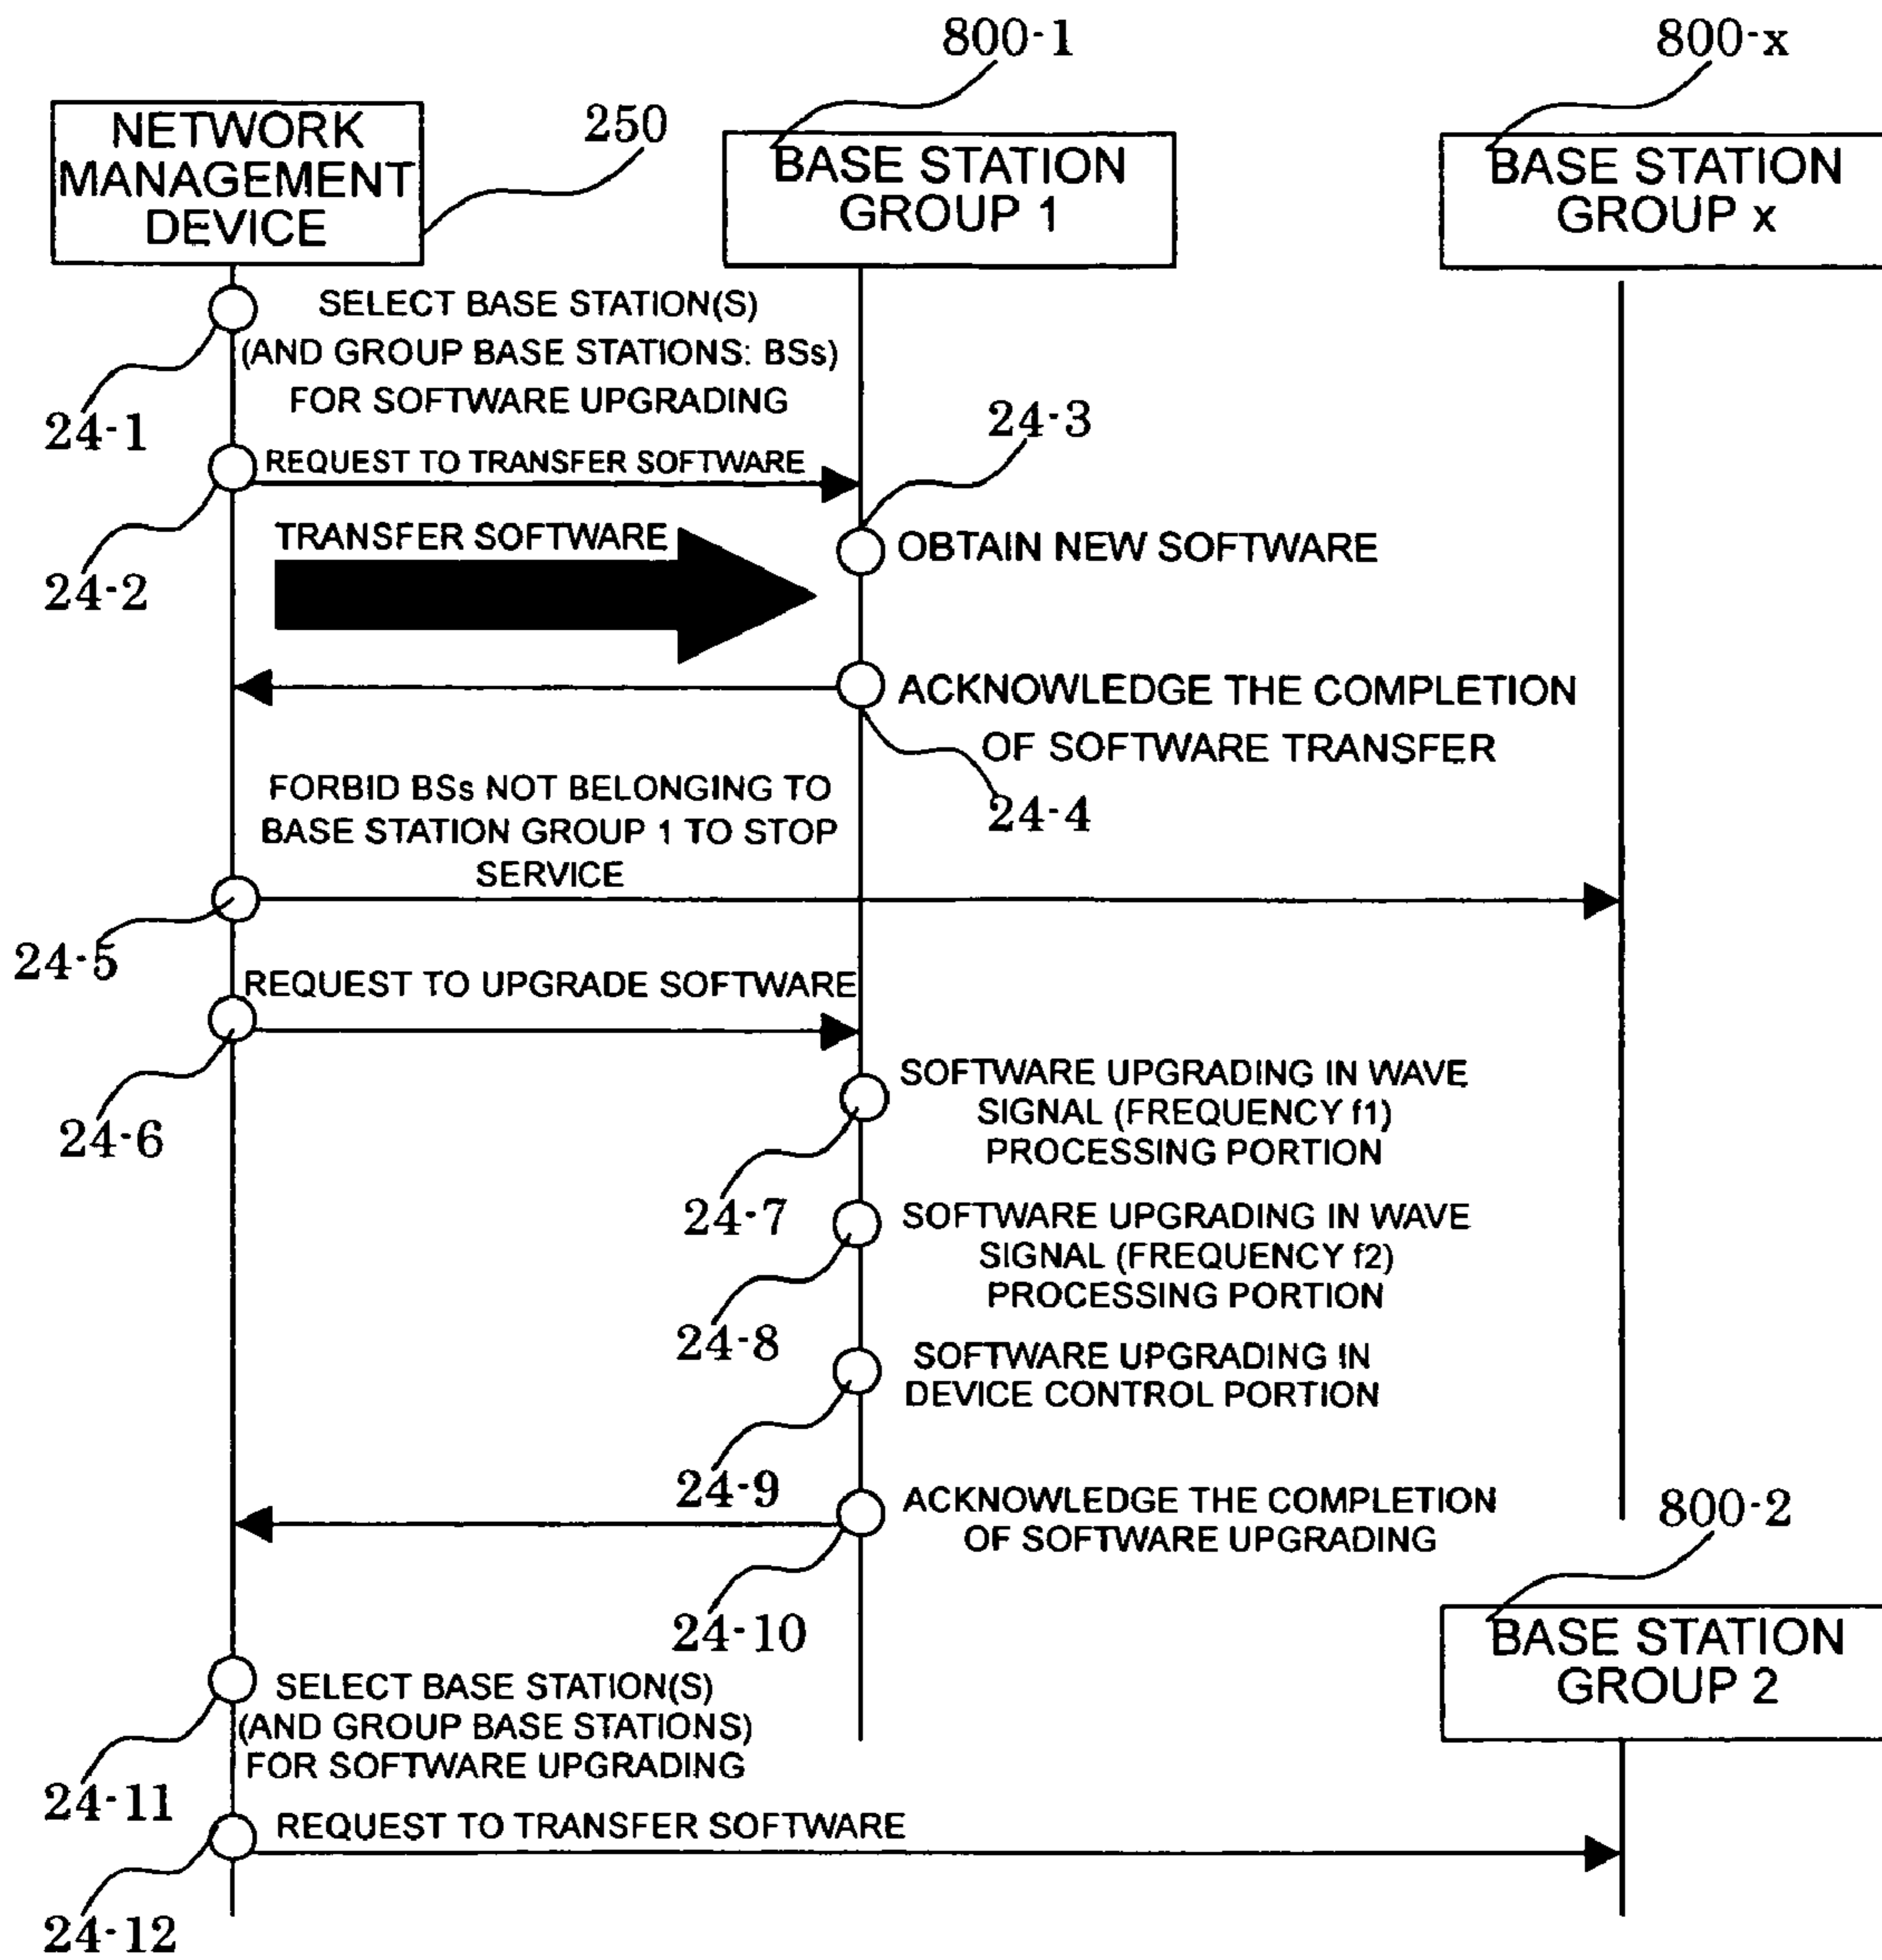 800-1
800-x
NETWORK
MANAGEMENT
DEVICE
250
BASE STATION
GROUP 1
BASE STATION
GROUP x
SELECT BASE STATION(S)
(AND GROUP BASE STATIONS: BSs)
FOR SOFTWARE UPGRADING
24-1
REQUEST TO TRANSFER SOFTWARE
24-2
24-3
TRANSFER SOFTWARE
OBTAIN NEW SOFTWARE
ACKNOWLEDGE THE COMPLETION
OF SOFTWARE TRANSFER
24-4
FORBID BSs NOT BELONGING TO
BASE STATION GROUP 1 TO STOP
SERVICE
24-5
REQUEST TO UPGRADE SOFTWARE
24-6
SOFTWARE UPGRADING IN WAVE
SIGNAL (FREQUENCY f1)
PROCESSING PORTION
24-7
SOFTWARE UPGRADING IN WAVE
SIGNAL (FREQUENCY f2)
PROCESSING PORTION
24-8
SOFTWARE UPGRADING IN
DEVICE CONTROL PORTION
24-9
ACKNOWLEDGE THE COMPLETION
OF SOFTWARE UPGRADING
24-10
800-2
BASE STATION
GROUP 2
SELECT BASE STATION(S)
(AND GROUP BASE STATIONS)
FOR SOFTWARE UPGRADING
24-11
REQUEST TO TRANSFER SOFTWARE
24-12